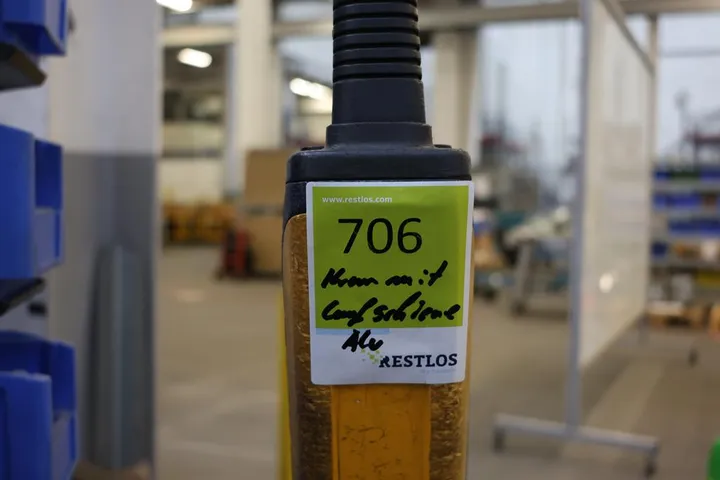 www.restlos.com
706
Kran mit
Laufschiene
Alu
RESTLOS